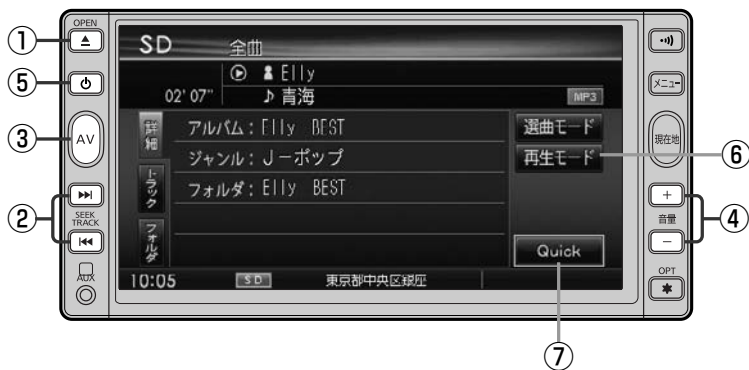 OPEN
①
⑤
③
AV
②
SEEK
TRACK
AUX
SD 全曲
Elly
02'07" ♪ 青海 MP3
詳細
トラック
フォルダ
アルバム:Elly BEST
ジャンル:J-ポップ
フォルダ:Elly BEST
選曲モード
再生モード
Quick
10:05 SD 東京都中央区銀座
メニュー
現在地
⑥
+
音量
−
④
OPT
✱
⑦